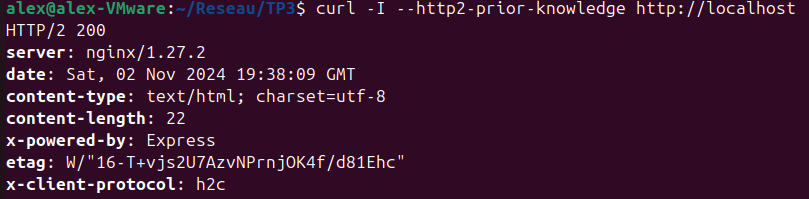 alex@alex-VMware:~/Reseau/TP3$ curl -I --http2-prior-knowledge http://localhost
HTTP/2 200
server: nginx/1.27.2
date: Sat, 02 Nov 2024 19:38:09 GMT
content-type: text/html; charset=utf-8
content-length: 22
x-powered-by: Express
etag: W/"16-T+vjs2U7AzvNPrnjOK4f/d81Ehc"
x-client-protocol: h2c